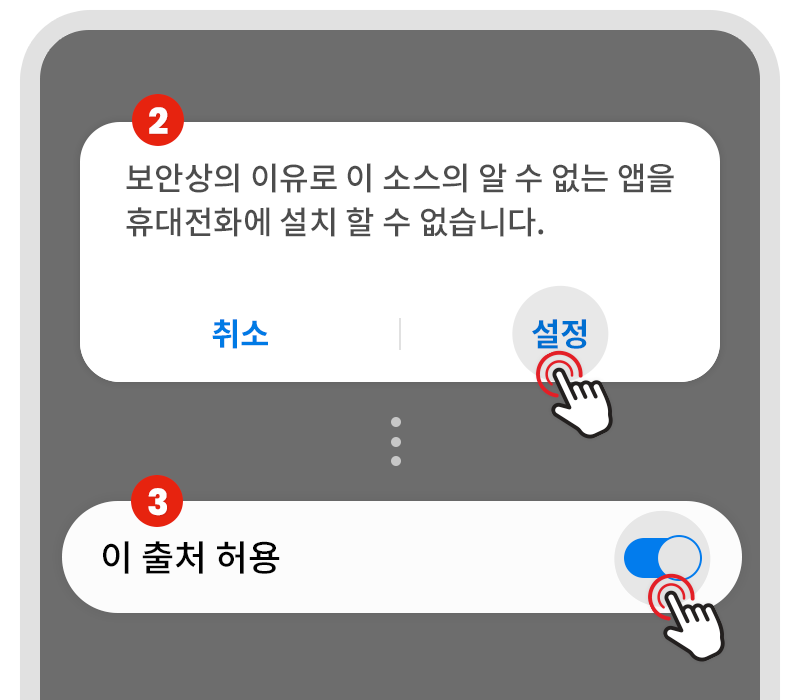 2
보안상의 이유로 이 소스의 알 수 없는 앱을
휴대전화에 설치 할 수 없습니다.
취소
설정
3
이 출처 허용